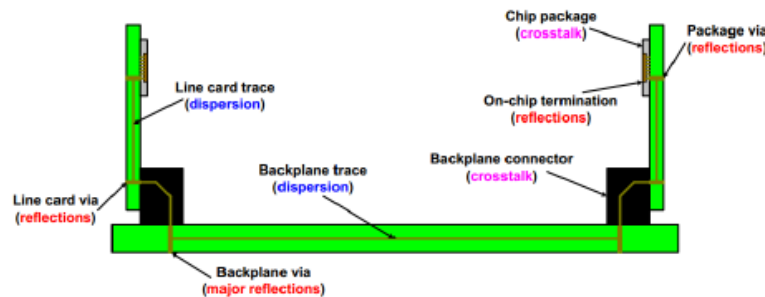 Chip package
(crosstalk)
Package via
(reflections)
Line card trace
(dispersion)
On-chip termination
(reflections)
Backplane trace
(dispersion)
Backplane connector
(crosstalk)
Line card via
(reflections)
Backplane via
(major reflections)